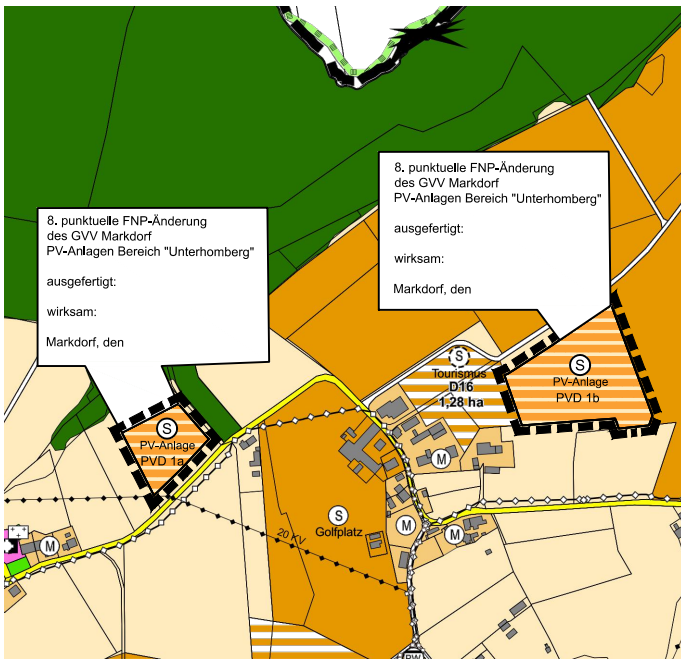 8. punktuelle FNP-Änderung
des GVV Markdorf
PV-Anlagen Bereich "Unterhomberg"
ausgefertigt:
wirksam:
Markdorf, den
8. punktuelle FNP-Änderung
des GVV Markdorf
PV-Anlagen Bereich "Unterhomberg"
ausgefertigt:
wirksam:
Markdorf, den
S
Tourismus
D16
1,28 ha
S
PV-Anlage
PVD 1b
S
PV-Anlage
PVD 1a
M
S
Golfplatz
M
M
M
20 KV
RW